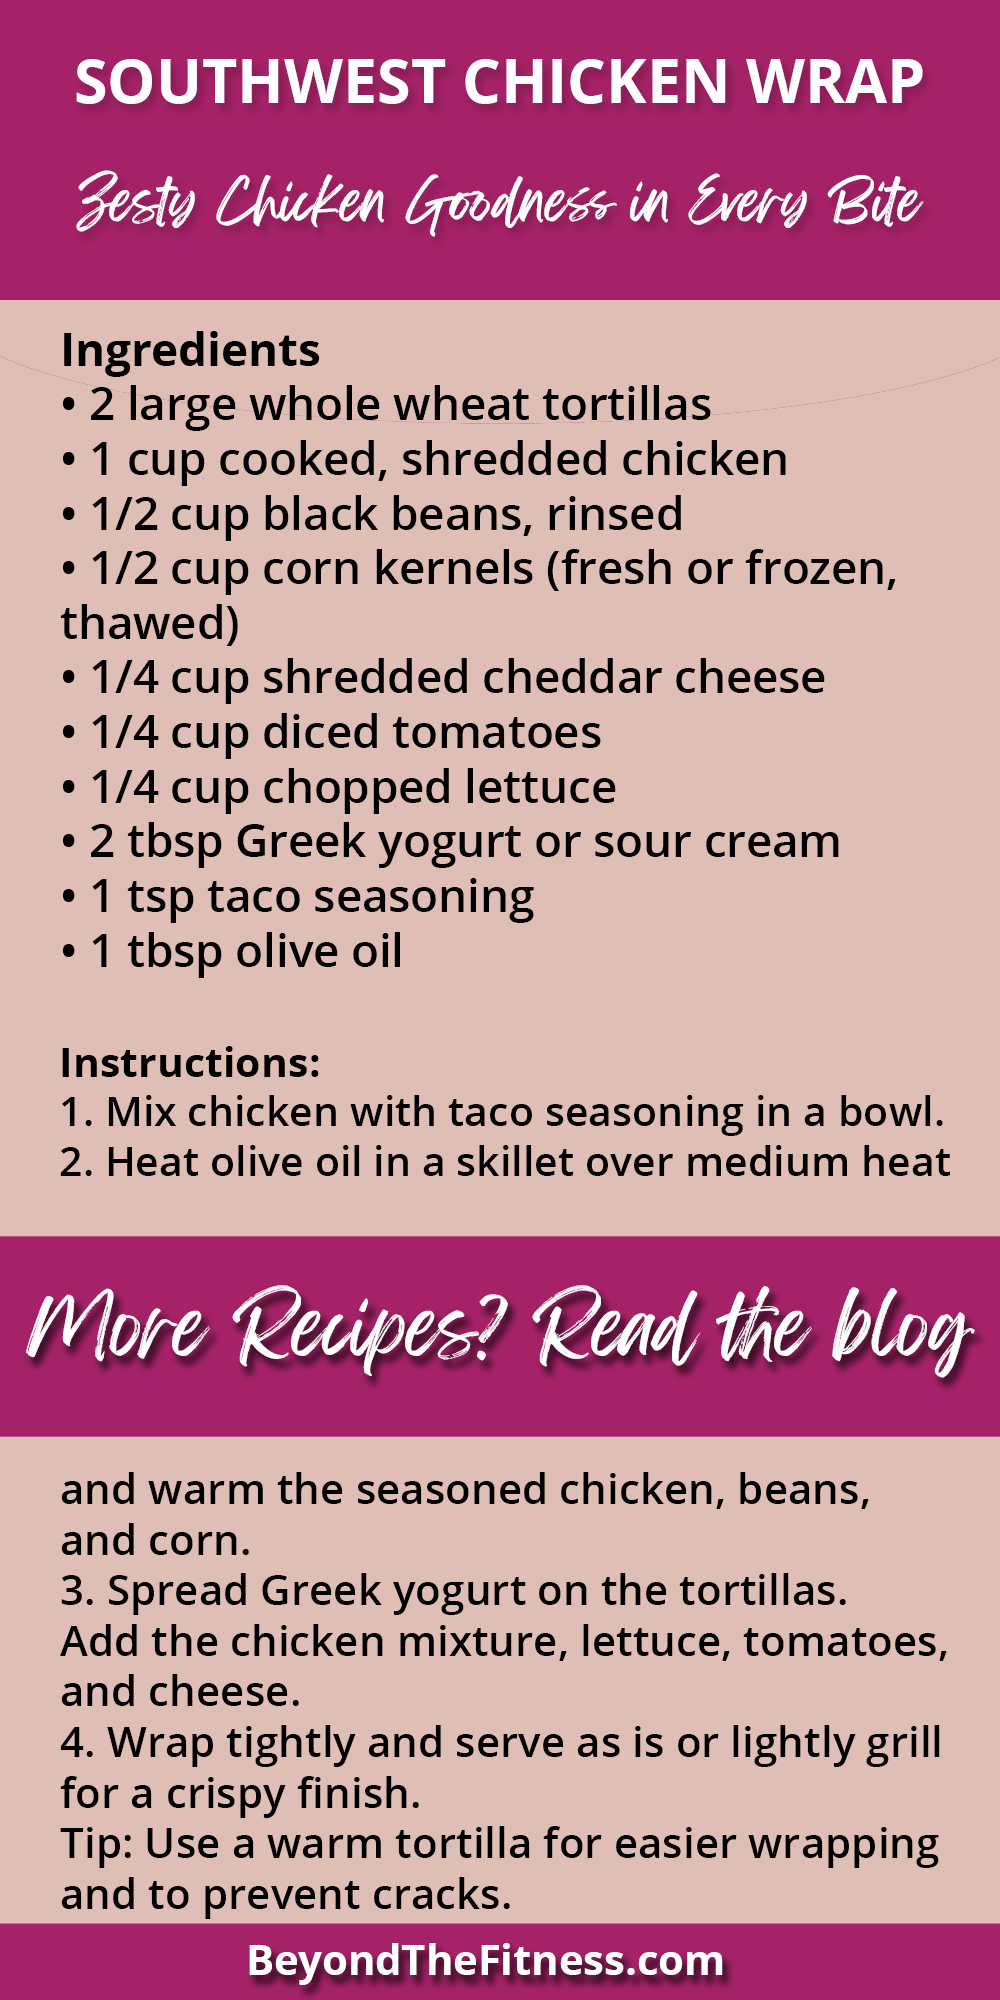 SOUTHWEST CHICKEN WRAP
Zesty Chicken Goodness in Every Bite
Ingredients
• 2 large whole wheat tortillas
• 1 cup cooked, shredded chicken
• 1/2 cup black beans, rinsed
• 1/2 cup corn kernels (fresh or frozen,
thawed)
• 1/4 cup shredded cheddar cheese
• 1/4 cup diced tomatoes
• 1/4 cup chopped lettuce
• 2 tbsp Greek yogurt or sour cream
• 1 tsp taco seasoning
• 1 tbsp olive oil
Instructions:
1. Mix chicken with taco seasoning in a bowl.
2. Heat olive oil in a skillet over medium heat
More Recipes? Read the blog
and warm the seasoned chicken, beans,
and corn.
3. Spread Greek yogurt on the tortillas.
Add the chicken mixture, lettuce, tomatoes,
and cheese.
4. Wrap tightly and serve as is or lightly grill
for a crispy finish.
Tip: Use a warm tortilla for easier wrapping
and to prevent cracks.
BeyondTheFitness.com